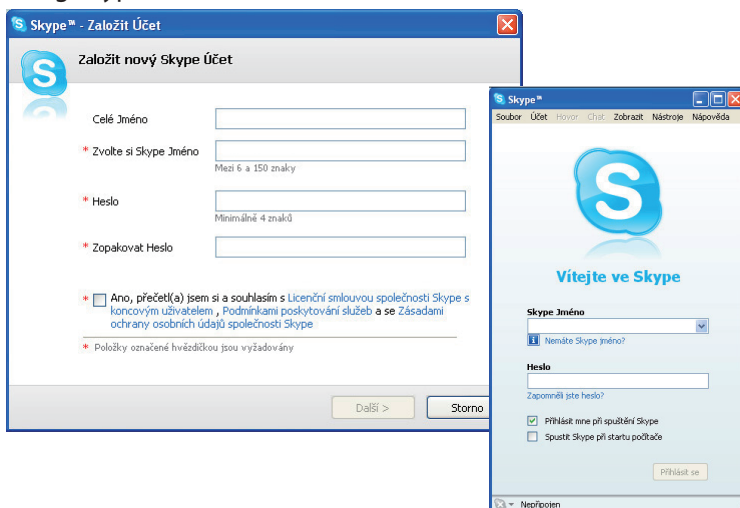 Skype™ - Založit Účet
Založit nový Skype Účet
Celé Jméno
* Zvolte si Skype Jméno
Mezi 6 a 150 znaky
* Heslo
Minimálně 4 znaků
* Zopakovat Heslo
* Ano, přečetl(a) jsem si a souhlasím s Licenční smlouvou společnosti Skype s
koncovým uživatelem , Podmínkami poskytování služeb a se Zásadami
ochrany osobních údajů společnosti Skype
* Položky označené hvězdičkou jsou vyžadovány
Další >
Storno
Skype™
Soubor Účet Hovor Chat Zobrazit Nástroje Nápověda
Vítejte ve Skype
Skype Jméno
Nemáte Skype jméno?
Heslo
Zapomněli jste heslo?
Přihlásit mne při spuštění Skype
Spustit Skype při startu počítače
Přihlásit se
Nepřipojen